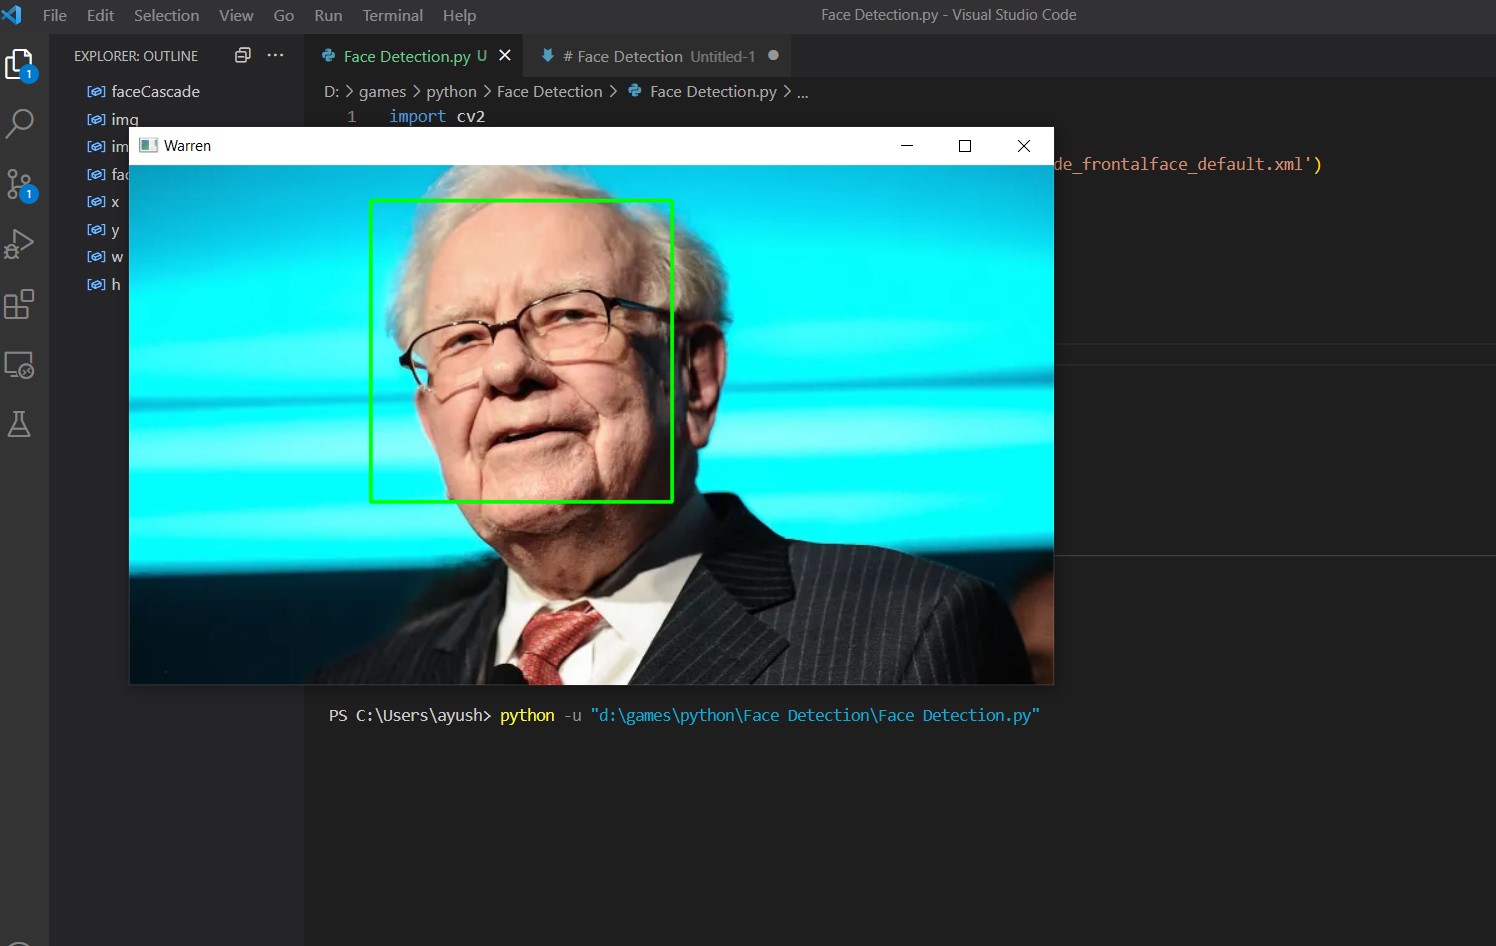 File Edit Selection View Go Run Terminal Help
Face Detection.py - Visual Studio Code
EXPLORER: OUTLINE ···
Face Detection.py U
# Face Detection Untitled-1
D: > games > python > Face Detection > Face Detection.py > ...
faceCascade
img
x
y
w
h
1 import cv2
de_frontalface_default.xml')
Warren
PS C:\Users\ayush> python -u "d:\games\python\Face Detection\Face Detection.py"
1
1